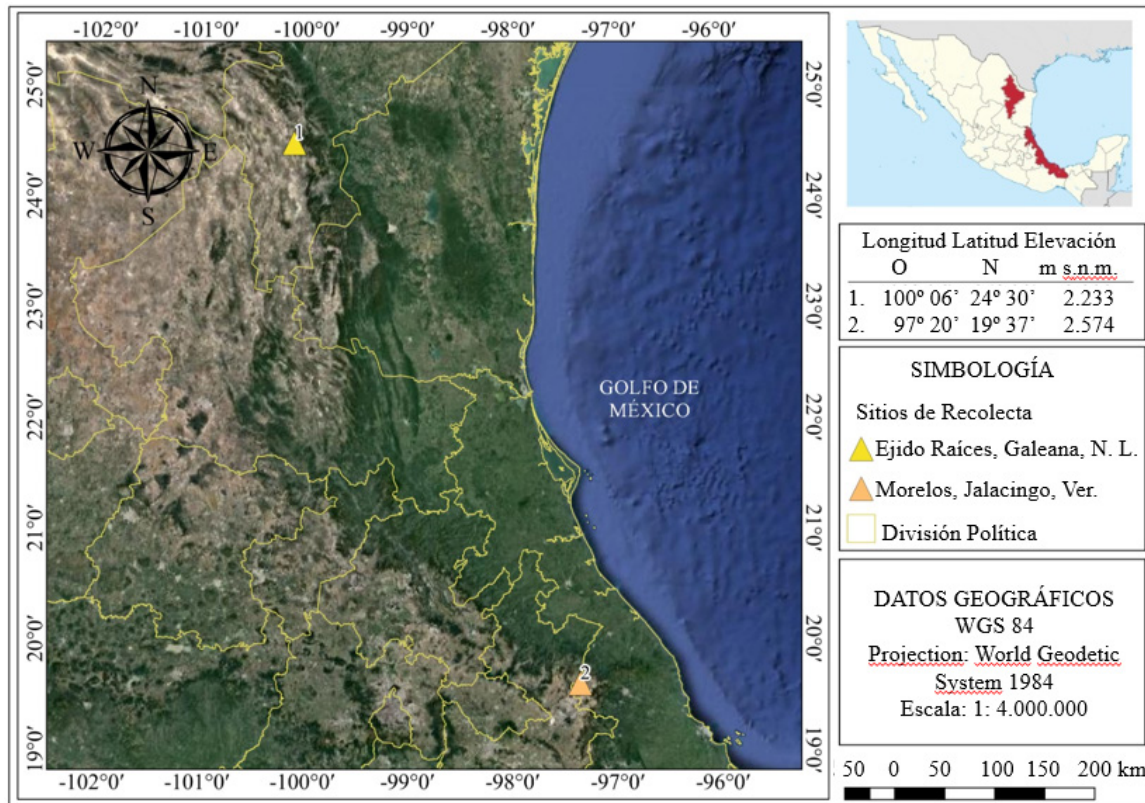 -102°0' -101°0' -100°0' -99°0' -98°0' -97°0' -96°0'
25°0'
24°0'
23°0'
22°0'
21°0'
20°0'
19°0'
N
W
E
S
1
GOLFO DE
MÉXICO
2
25°0'
24°0'
23°0'
22°0'
21°0'
20°0'
19°0'
-102°0' -101°0' -100°0' -99°0' -98°0' -97°0' -96°0'
Longitud Latitud Elevación
O N m s.n.m.
1. 100º 06’ 24º 30’ 2.233
2. 97º 20’ 19º 37’ 2.574
SIMBOLOGÍA
Sitios de Recolecta
Ejido Raíces, Galeana, N. L.
Morelos, Jalacingo, Ver.
División Política
DATOS GEOGRÁFICOS
WGS 84
Projection: World Geodetic
System 1984
Escala: 1: 4.000.000
50 0 50 100 150 200 km